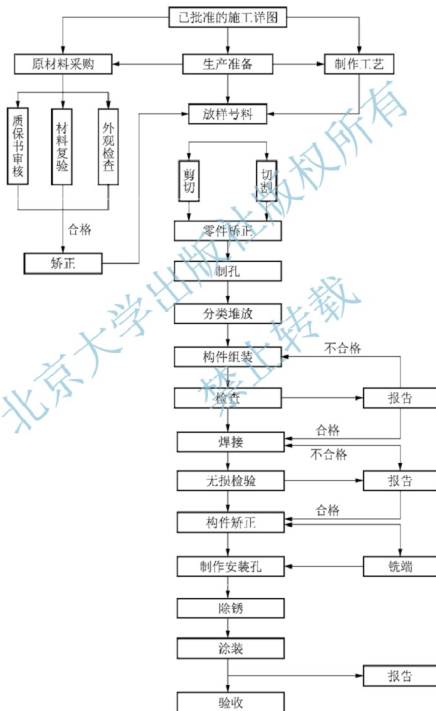 已批准的施工详图
原材料采购
生产准备
制作工艺
质保书审核
材料复验
外观检查
放样号料
合格
矫正
剪切
切割
零件矫正
制孔
分类堆放
构件组装
不合格
检查
报告
合格
焊接
不合格
无损检验
报告
合格
构件矫正
制作安装孔
铣端
除锈
涂装
报告
验收
北京大学出版社版权所有
禁止转载